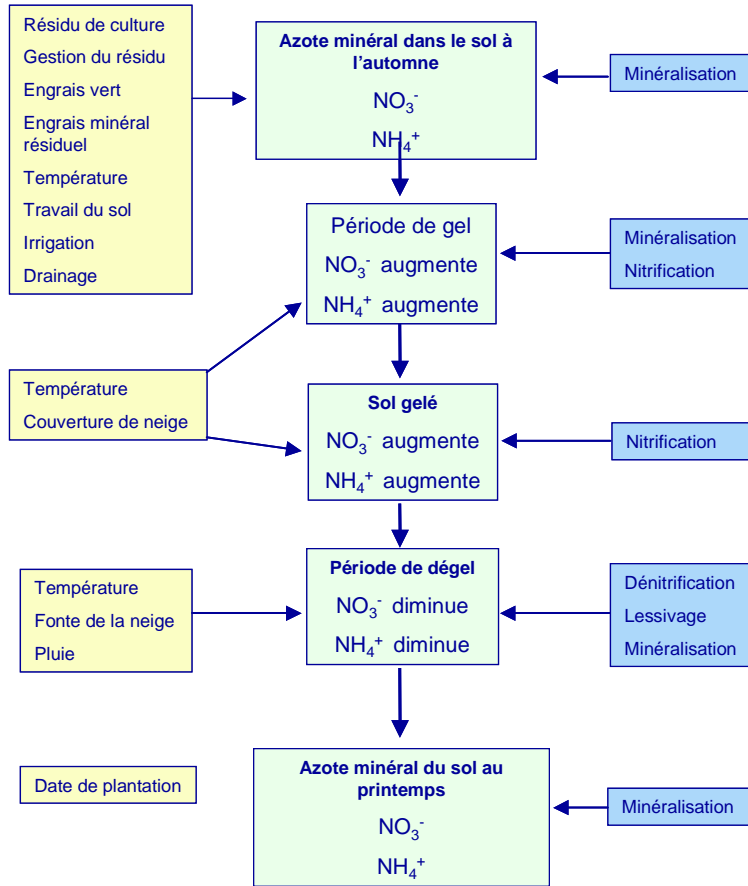 Résidu de culture
Gestion du résidu
Engrais vert
Engrais minéral
résiduel
Température
Travail du sol
Irrigation
Drainage
Azote minéral dans le sol à
l'automne
NO₃⁻
NH₄⁺
Minéralisation
Période de gel
NO₃⁻ augmente
NH₄⁺ augmente
Minéralisation
Nitrification
Température
Couverture de neige
Sol gelé
NO₃⁻ augmente
NH₄⁺ augmente
Nitrification
Température
Fonte de la neige
Pluie
Période de dégel
NO₃⁻ diminue
NH₄⁺ diminue
Dénitrification
Lessivage
Minéralisation
Date de plantation
Azote minéral du sol au
printemps
NO₃⁻
NH₄⁺
Minéralisation